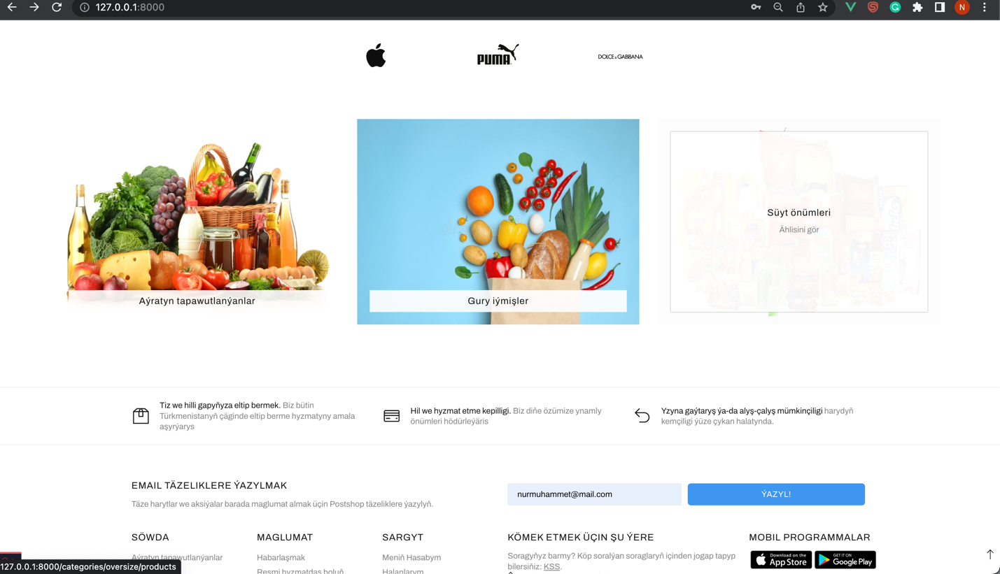 127.0.0.1:8000
N
PUMA
DOLCE & GABBANA
Aýratyn tapawutlanýanlar
Gury iýmişler
Süyt önümleri
Ählisini gör
Tiz we hilli gapyňyza eltip bermek. Biz bütin
Türkmenistanyň çäginde eltip berme hyzmatyny amala
aşyrýarys
Hil we hyzmat etme kepilligi. Biz diňe özümize ynamly
önümleri hödürleýäris
Yzyna gaýtaryş ýa-da alyş-çalyş mümkinçiligi harydyň
kemçiligi ýüze çykan halatynda.
EMAIL TÄZELIKLERE ÝAZYLMAK
Täze harytlar we aksiýalar barada maglumat almak üçin Postshop täzeliklere ýazylyň.
nurmuhammet@mail.com
ÝAZYL!
SÖWDA
MAGLUMAT
SARGYT
KÖMEK ETMEK ÜÇIN ŞU ÝERE
MOBIL PROGRAMMALAR
Aýratyn tapawutlanýanlar
Habarlaşmak
Meniň Hasabym
Soragyňyz barmy? Köp soralýan soraglaryň içinden jogap tapyp
bilersiňiz: KSS.
Download on the
App Store
GET IT ON
Google Play
Resmi hyzmatdaş boluň
Halanlarym
127.0.0.1:8000/categories/oversize/products